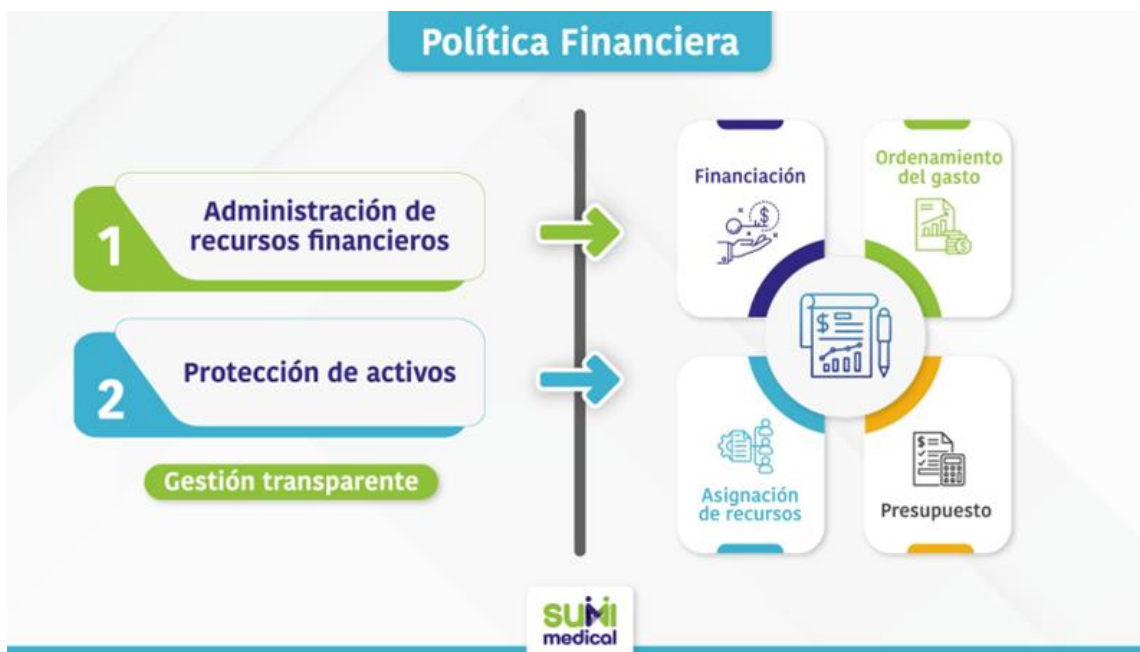 Política Financiera
1
Administración de
recursos financieros
2
Protección de activos
Gestión transparente
Financiación
$
Ordenamiento
del gasto
$
$
Asignación
de recursos
$
Presupuesto
SUMI
medical